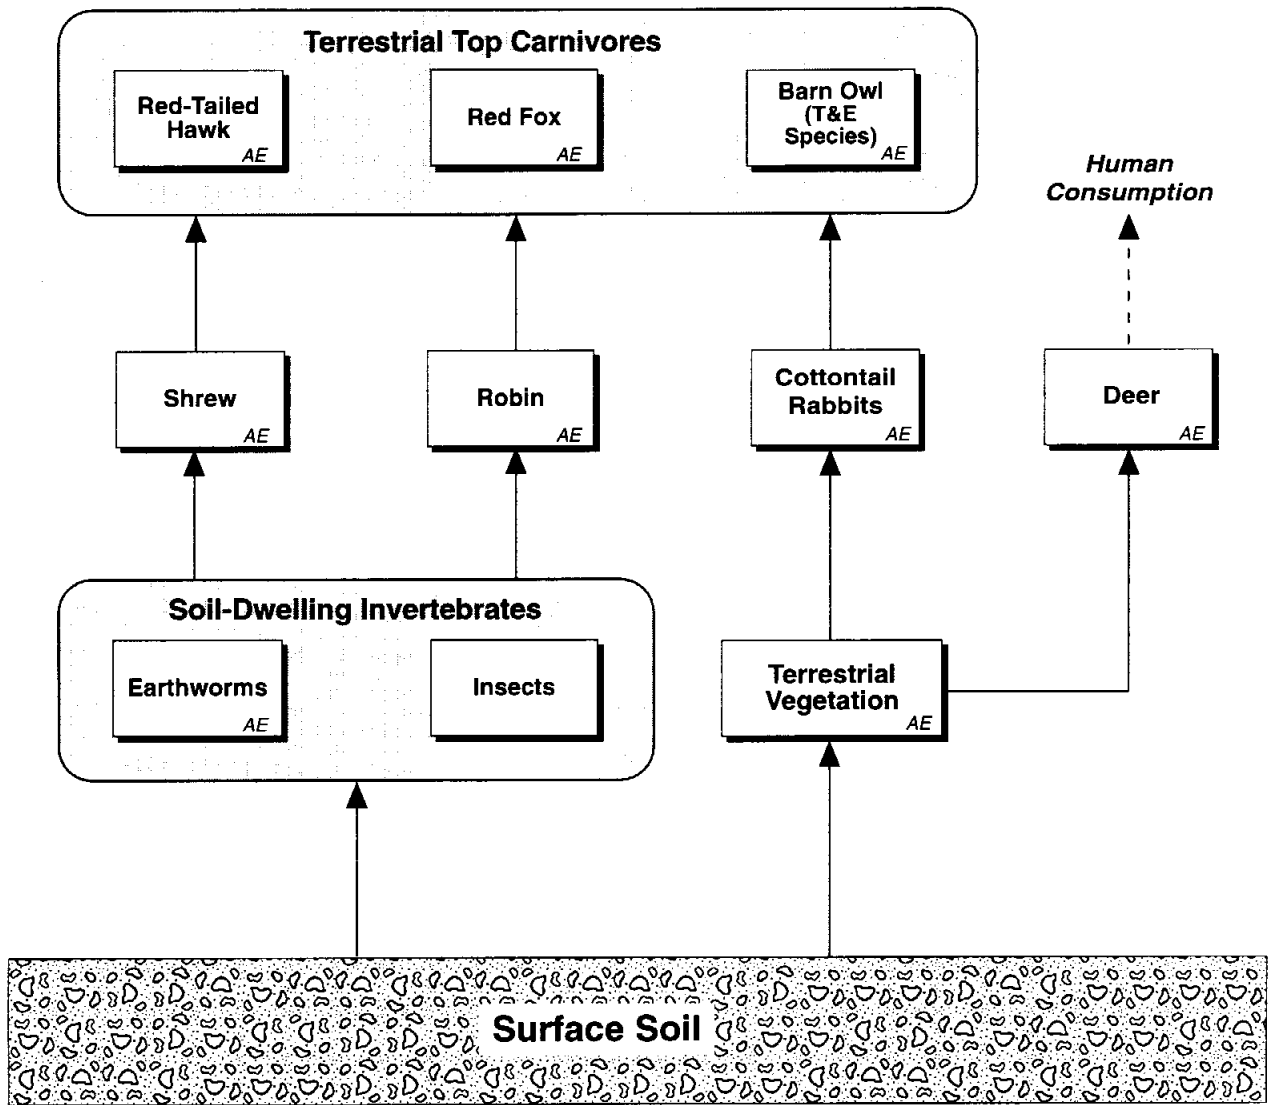 Terrestrial Top Carnivores
Red-Tailed
Hawk
AE
Red Fox
AE
Barn Owl
(T&E
Species)
AE
Human
Consumption
Shrew
AE
Robin
AE
Cottontail
Rabbits
AE
Deer
AE
Soil-Dwelling Invertebrates
Earthworms
AE
Insects
Terrestrial
Vegetation
AE
Surface Soil